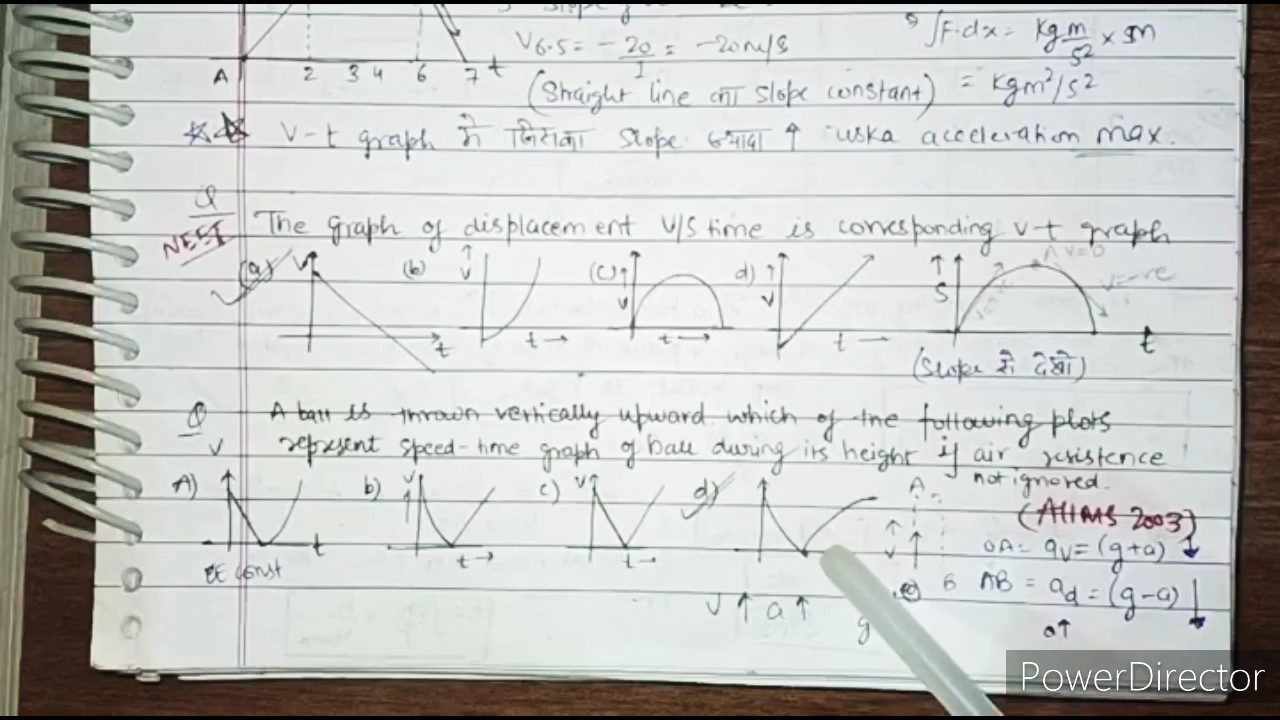 ∫F.dx = kg m/s² × m
V6.5 = -20/1 = -20m/s
A 2 3 4 6 7 t
(Straight line का slope constant) = kgm²/s²
V-t graph में जिसका slope ज्यादा ↑ uska acceleration max.
Q
NEET
The graph of displacement V/S time is corresponding v-t graph
(a) V t (b) V t → (c) V t → d) V t → S t
V=0
V=-ve
(Slope से देखो)
Q A ball is thrown vertically upward. which of the following plots
represent speed-time graph of ball during its height if air resistence
not ignored.
A) V t b) V t → c) V t → d) A
(AIIMS 2003)
OA = av = (g+a) ↓
B AB = ad = (g-a) ↓
V ↑ a ↑ g a↑
PowerDirector